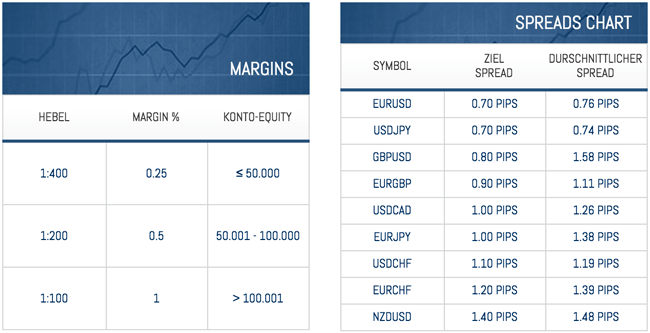 MARGINS
HEBEL MARGIN % KONTO-EQUITY
1:400 0.25 ≤ 50.000
1:200 0.5 50.001 - 100.000
1:100 1 > 100.001
SPREADS CHART
SYMBOL ZIEL SPREAD DURSCHNITTLICHER SPREAD
EURUSD 0.70 PIPS 0.76 PIPS
USDJPY 0.70 PIPS 0.74 PIPS
GBPUSD 0.80 PIPS 1.58 PIPS
EURGBP 0.90 PIPS 1.11 PIPS
USDCAD 1.00 PIPS 1.26 PIPS
EURJPY 1.00 PIPS 1.38 PIPS
USDCHF 1.10 PIPS 1.19 PIPS
EURCHF 1.20 PIPS 1.39 PIPS
NZDUSD 1.40 PIPS 1.48 PIPS